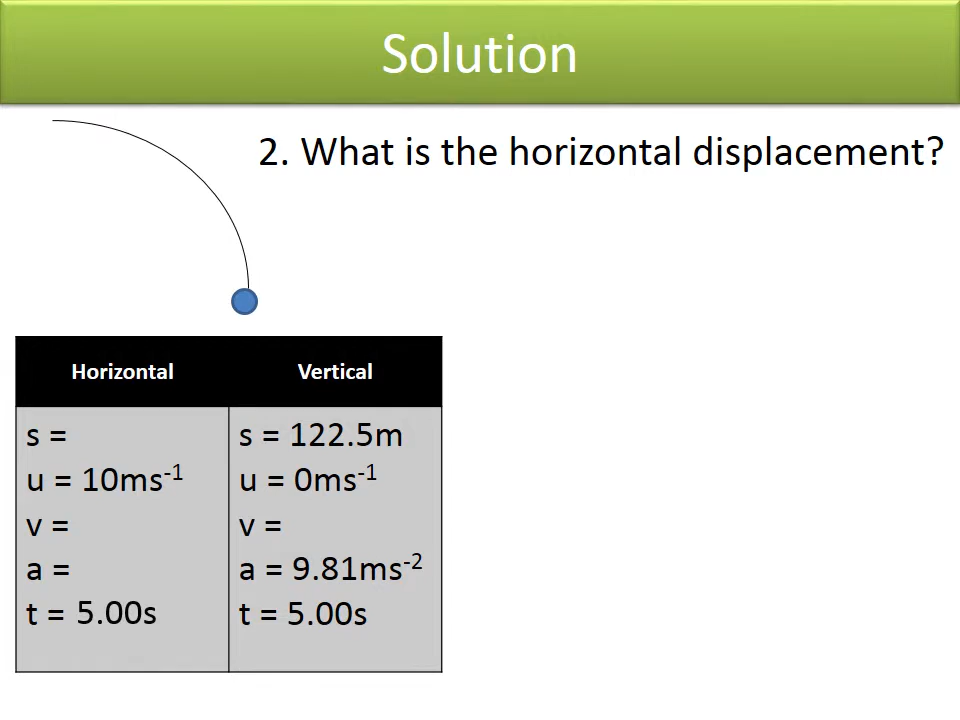 Solution
2. What is the horizontal displacement?
Horizontal Vertical
s =
u = 10ms⁻¹
v =
a =
t = 5.00s
s = 122.5m
u = 0ms⁻¹
v =
a = 9.81ms⁻²
t = 5.00s